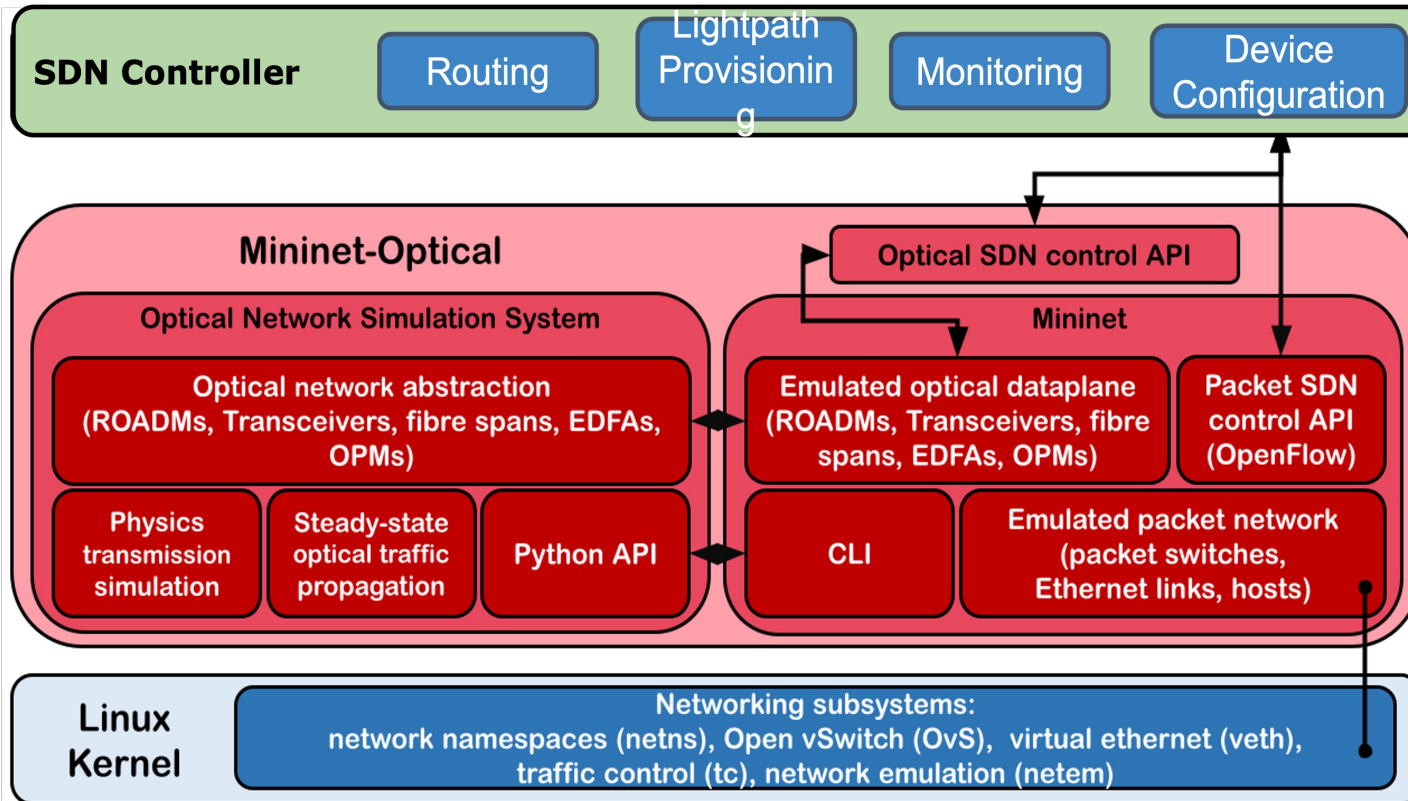 SDN Controller
Routing
Lightpath
Provisionin
g
Monitoring
Device
Configuration
Mininet-Optical
Optical SDN control API
Optical Network Simulation System
Optical network abstraction
(ROADMs, Transceivers, fibre spans, EDFAs,
OPMs)
Physics
transmission
simulation
Steady-state
optical traffic
propagation
Python API
Mininet
Emulated optical dataplane
(ROADMs, Transceivers, fibre
spans, EDFAs, OPMs)
Packet SDN
control API
(OpenFlow)
CLI
Emulated packet network
(packet switches,
Ethernet links, hosts)
Linux
Kernel
Networking subsystems:
network namespaces (netns), Open vSwitch (OvS), virtual ethernet (veth),
traffic control (tc), network emulation (netem)